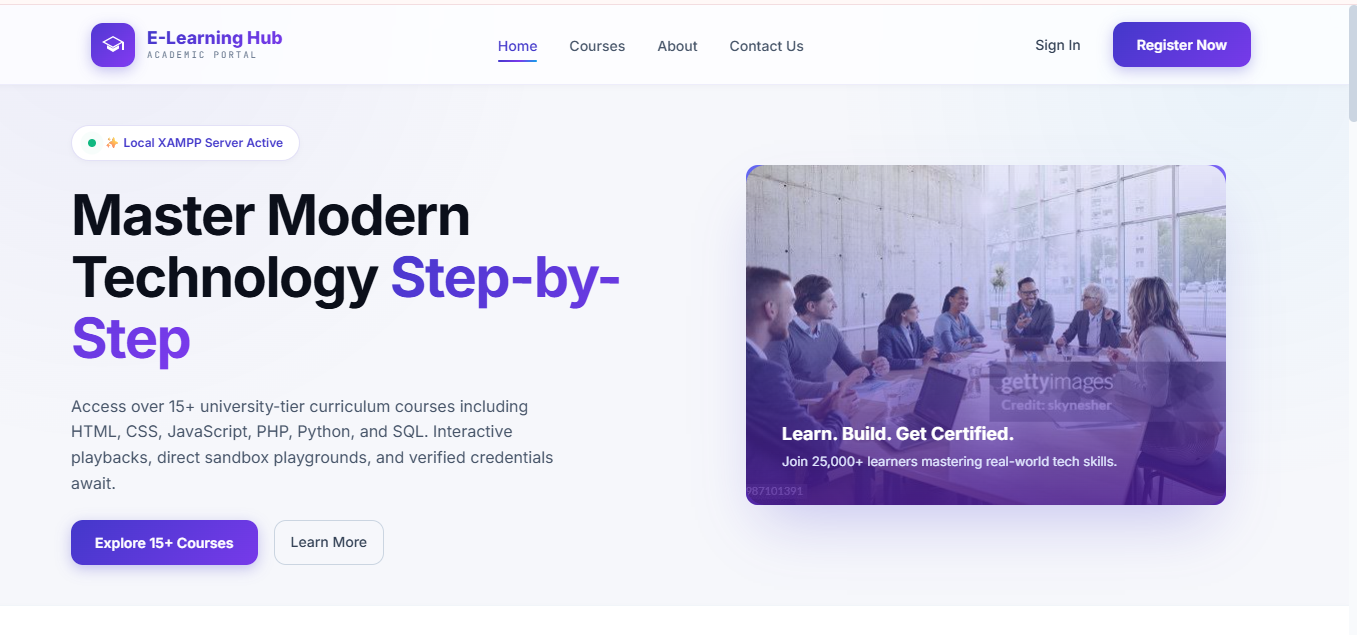 E-Learning Hub
ACADEMIC PORTAL
Home
Courses
About
Contact Us
Sign In
Register Now
✨ Local XAMPP Server Active
Master Modern
Technology Step-by-
Step
Access over 15+ university-tier curriculum courses including
HTML, CSS, JavaScript, PHP, Python, and SQL. Interactive
playbacks, direct sandbox playgrounds, and verified credentials
await.
Explore 15+ Courses
Learn More
gettyimages
Credit: skynesher
Learn. Build. Get Certified.
Join 25,000+ learners mastering real-world tech skills.
987101391